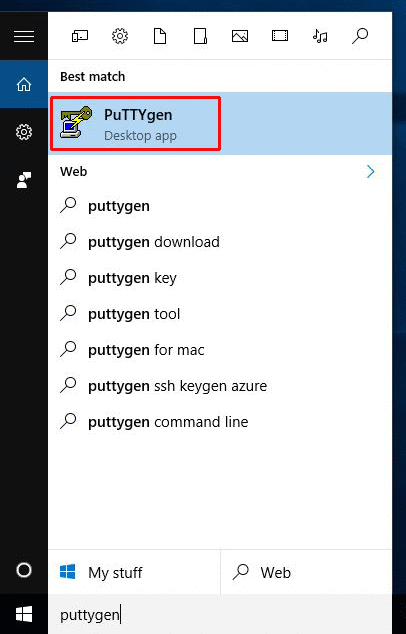 Best match
PuTTYgen
Desktop app
Web
puttygen
puttygen download
puttygen key
puttygen tool
puttygen for mac
puttygen ssh keygen azure
puttygen command line
My stuff
Web
puttygen